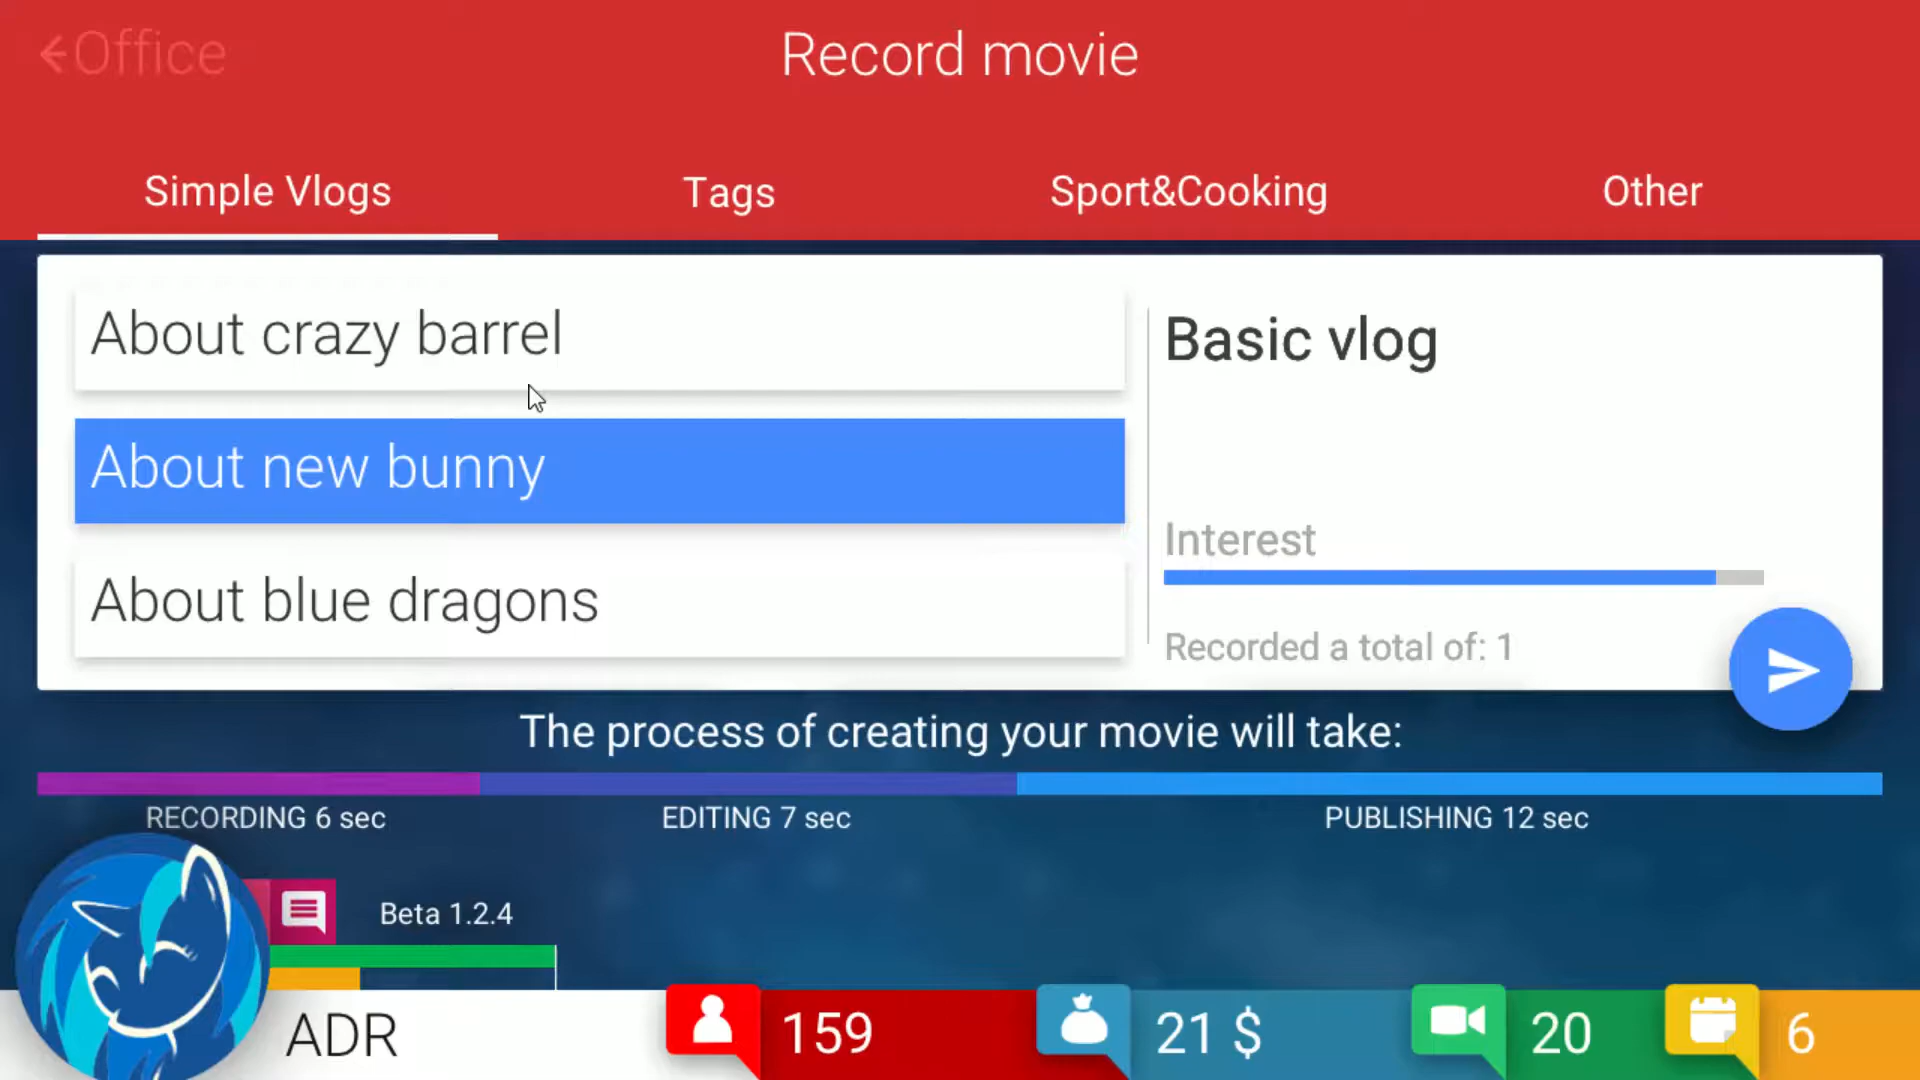 Office
Record movie
Simple Vlogs
Tags
Sport&Cooking
Other
About crazy barrel
About new bunny
About blue dragons
Basic vlog
Interest
Recorded a total of: 1
The process of creating your movie will take:
RECORDING 6 sec
EDITING 7 sec
PUBLISHING 12 sec
Beta 1.2.4
ADR
159
21 $
20
6